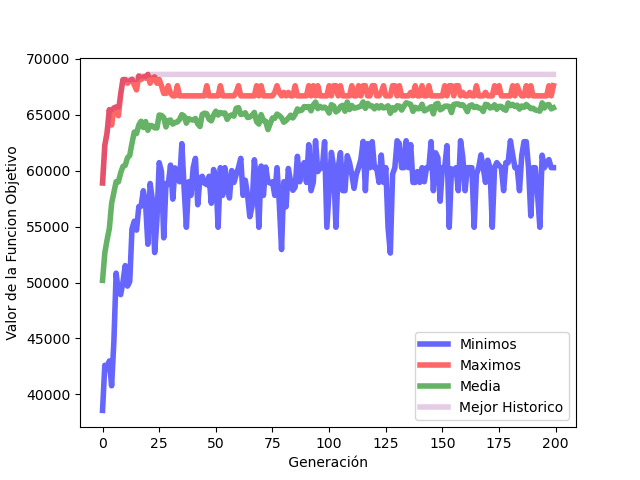 70000
65000
60000
55000
50000
45000
40000
Valor de la Funcion Objetivo
0 25 50 75 100 125 150 175 200
Generación
Minimos
Maximos
Media
Mejor Historico